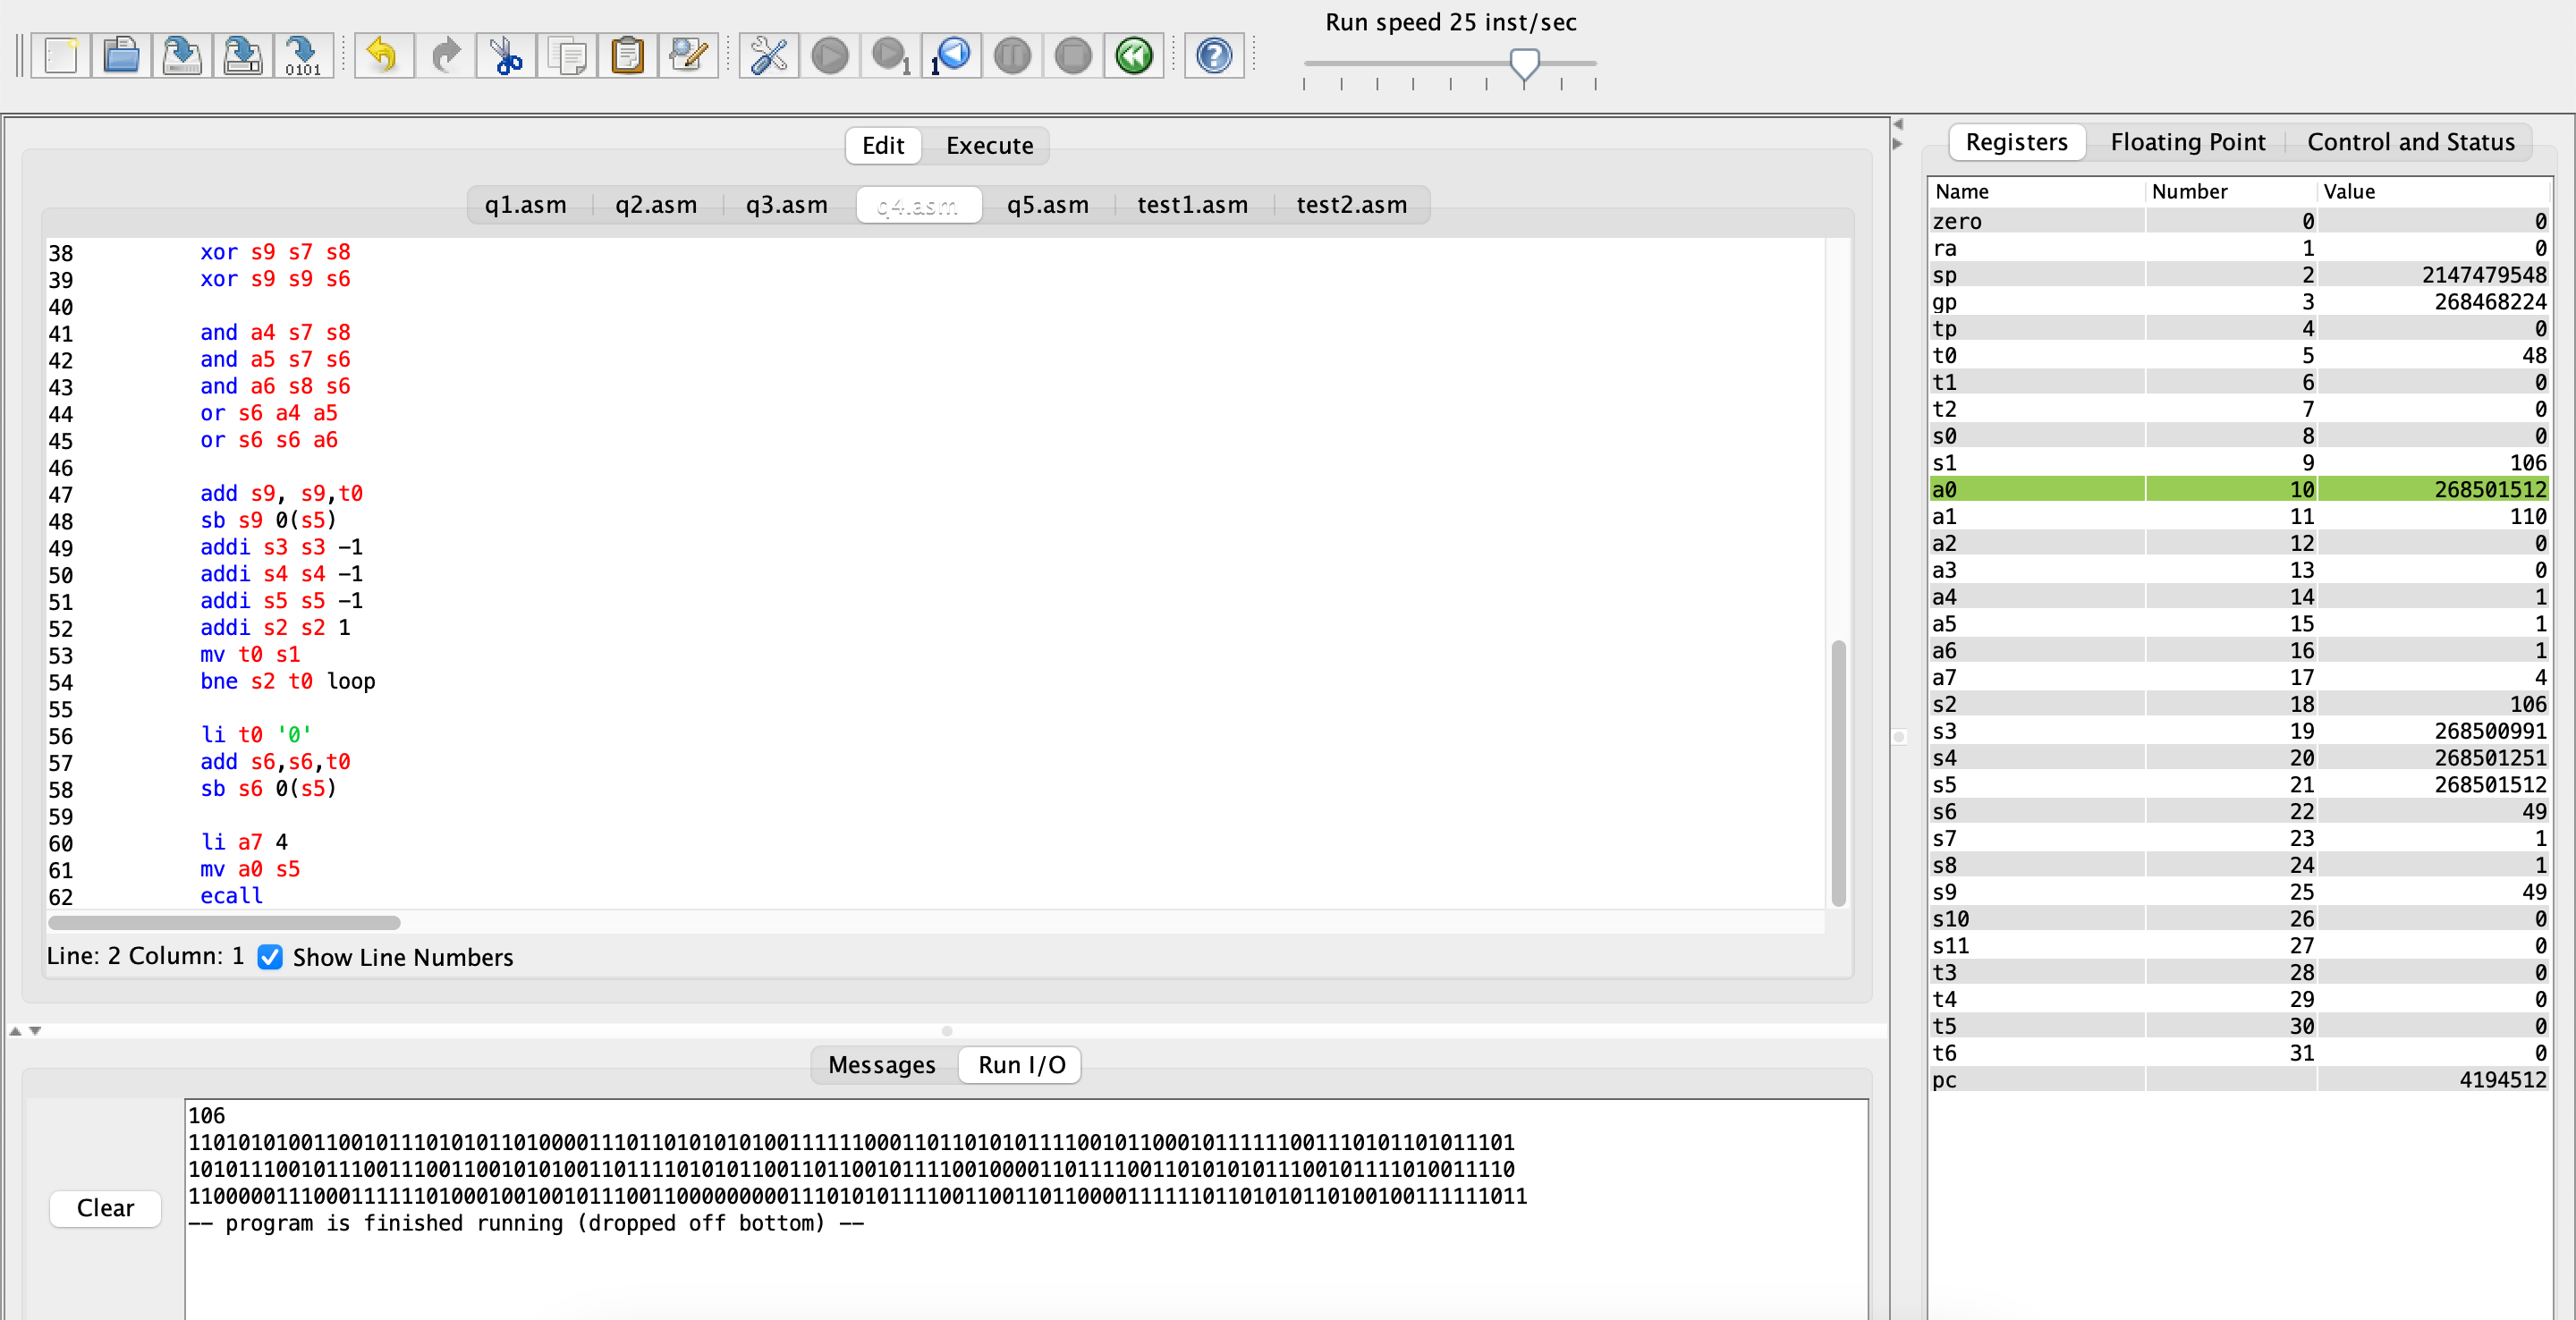 Run speed 25 inst/sec
0101
1
1
Edit
Execute
q1.asm
q2.asm
q3.asm
q4.asm
q5.asm
test1.asm
test2.asm
38 xor s9 s7 s8
39 xor s9 s9 s6
40
41 and a4 s7 s8
42 and a5 s7 s6
43 and a6 s8 s6
44 or s6 a4 a5
45 or s6 s6 a6
46
47 add s9, s9,t0
48 sb s9 0(s5)
49 addi s3 s3 -1
50 addi s4 s4 -1
51 addi s5 s5 -1
52 addi s2 s2 1
53 mv t0 s1
54 bne s2 t0 loop
55
56 li t0 '0'
57 add s6,s6,t0
58 sb s6 0(s5)
59
60 li a7 4
61 mv a0 s5
62 ecall
Line: 2 Column: 1 Show Line Numbers
Messages
Run I/O
Clear
106
1101010100110010111010101101000011101101010101001111110001101101010111100101100010111111001110101101011101
1010111001011100111001100101010011011110101011001101100101111001000011011110011010101011100101111010011110
11000001110001111110100010010010111001100000000001110101011110011001101100001111110110101011010010011​1111011
-- program is finished running (dropped off bottom) --
Registers
Floating Point
Control and Status
Name Number Value
zero 0 0
ra 1 0
sp 2 2147479548
gp 3 268468224
tp 4 0
t0 5 48
t1 6 0
t2 7 0
s0 8 0
s1 9 106
a0 10 268501512
a1 11 110
a2 12 0
a3 13 0
a4 14 1
a5 15 1
a6 16 1
a7 17 4
s2 18 106
s3 19 268500991
s4 20 268501251
s5 21 268501512
s6 22 49
s7 23 1
s8 24 1
s9 25 49
s10 26 0
s11 27 0
t3 28 0
t4 29 0
t5 30 0
t6 31 0
pc 4194512